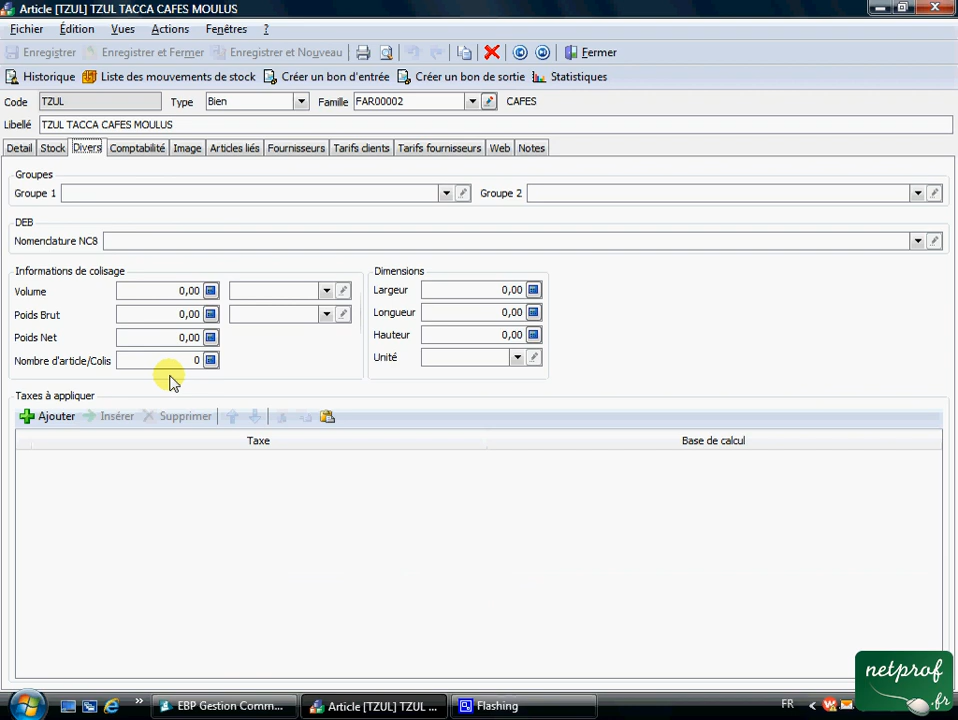 Article [TZUL] TZUL TACCA CAFES MOULUS
Fichier Édition Vues Actions Fenêtres ?
Enregistrer Enregistrer et Fermer Enregistrer et Nouveau Fermer
Historique Liste des mouvements de stock Créer un bon d'entrée Créer un bon de sortie Statistiques
Code TZUL Type Bien Famille FAR00002 CAFES
Libellé TZUL TACCA CAFES MOULUS
Detail Stock Divers Comptabilité Image Articles liés Fournisseurs Tarifs clients Tarifs fournisseurs Web Notes
Groupes
Groupe 1 Groupe 2
DEB
Nomenclature NC8
Informations de colisage Dimensions
Volume 0,00 Largeur 0,00
Poids Brut 0,00 Longueur 0,00
Poids Net 0,00 Hauteur 0,00
Nombre d'article/Colis 0 Unité
Taxes à appliquer
Ajouter Insérer Supprimer
Taxe Base de calcul
netprof
.fr
EBP Gestion Comm... Article [TZUL] TZUL ... Flashing FR